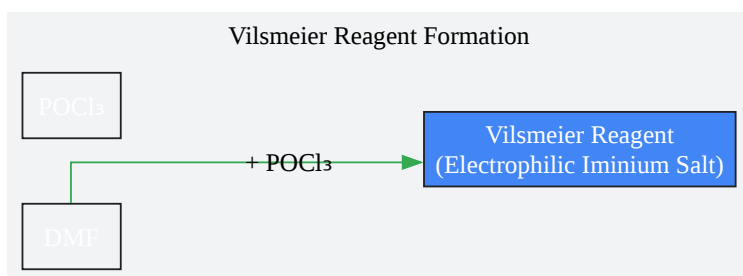 Vilsmeier Reagent Formation
POCl₃
+ POCl₃
Vilsmeier Reagent
(Electrophilic Iminium Salt)
DMF